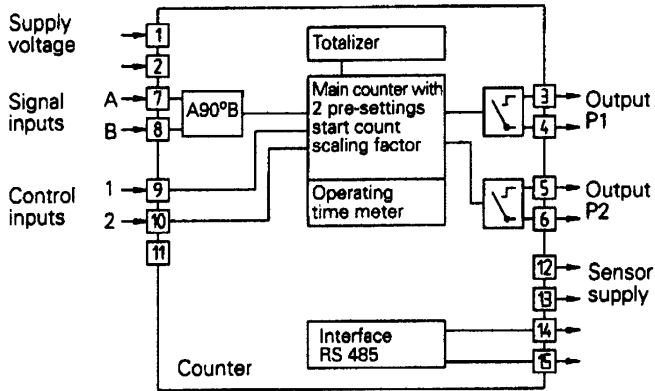 Supply
voltage
1
2
Signal
inputs
A
7
B
8
A90°B
Control
inputs
1
9
2
10
11
Totalizer
Main counter with
2 pre-settings
start count
scaling factor
Operating
time meter
3
4
Output
P1
5
6
Output
P2
12
13
Sensor
supply
14
15
Interface
RS 485
Counter